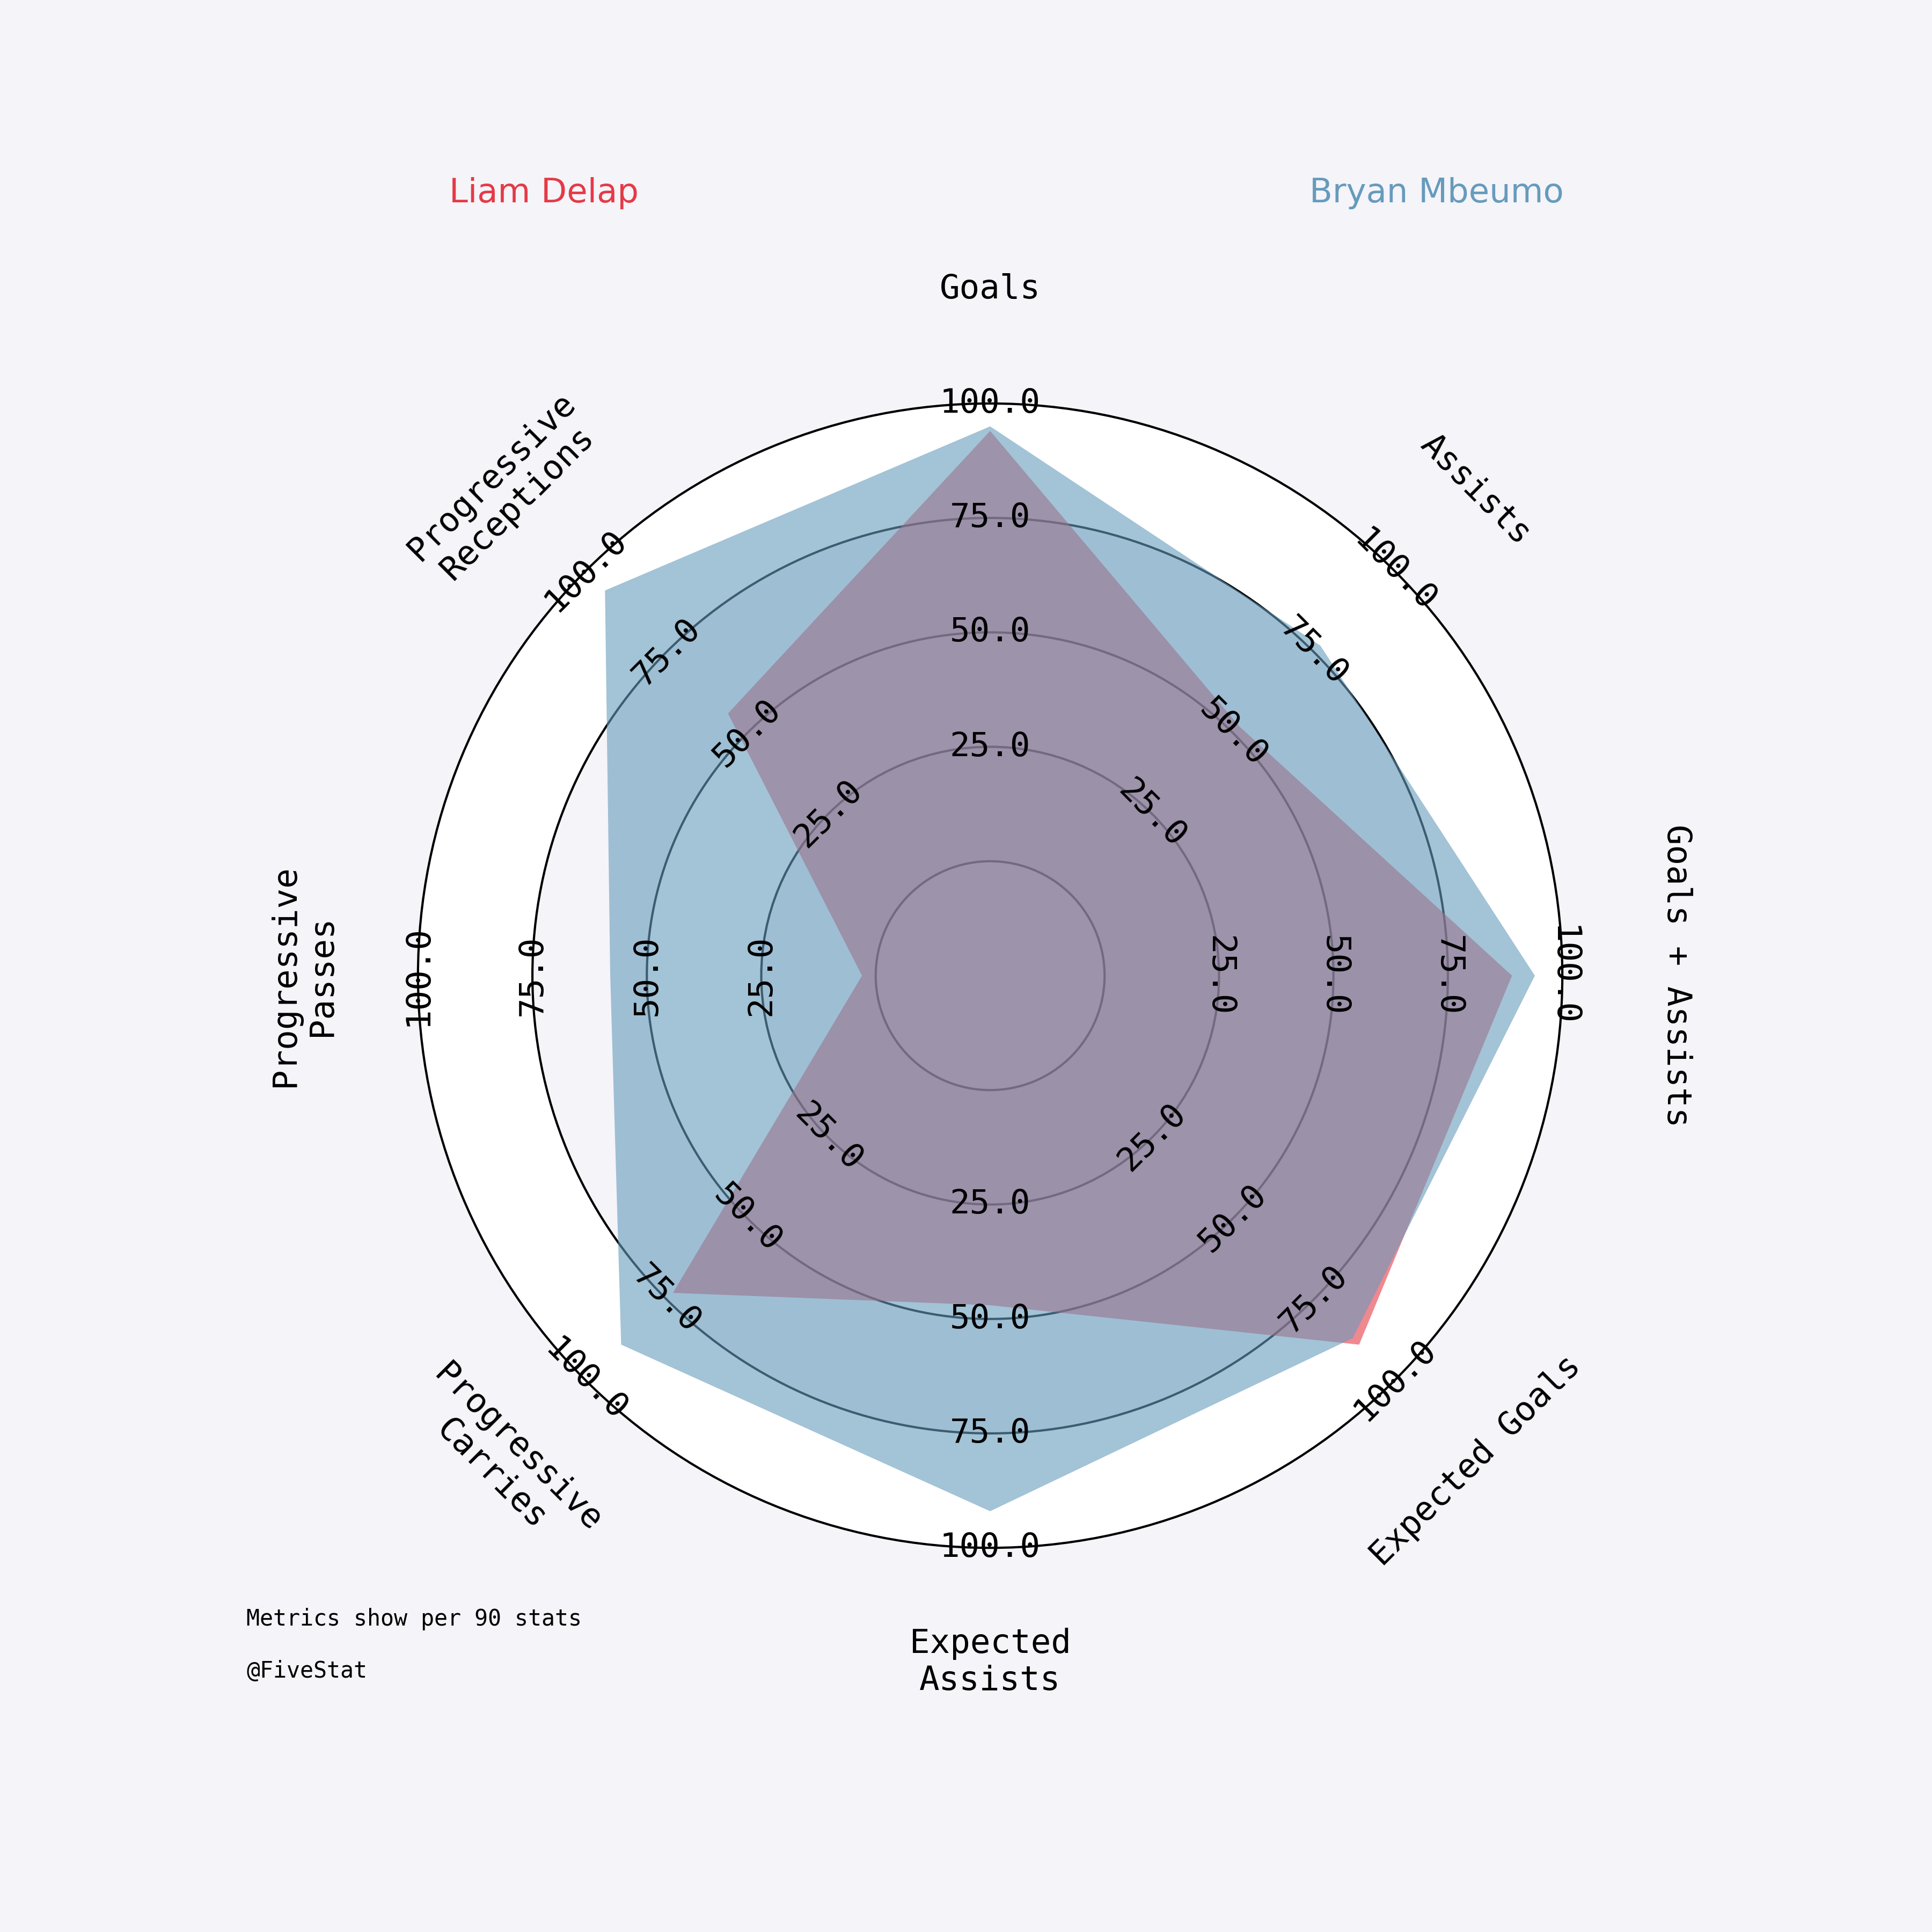 Liam Delap
Bryan Mbeumo
Goals
Assists
Goals + Assists
Expected Goals
Expected
Assists
Progressive
Carries
Progressive
Passes
Progressive
Receptions
100.0
75.0
50.0
25.0
100.0
75.0
50.0
25.0
100.0
75.0
50.0
25.0
100.0
75.0
50.0
25.0
100.0
75.0
50.0
25.0
100.0
75.0
50.0
25.0
100.0
75.0
50.0
25.0
100.0
75.0
50.0
25.0
Metrics show per 90 stats
@FiveStat